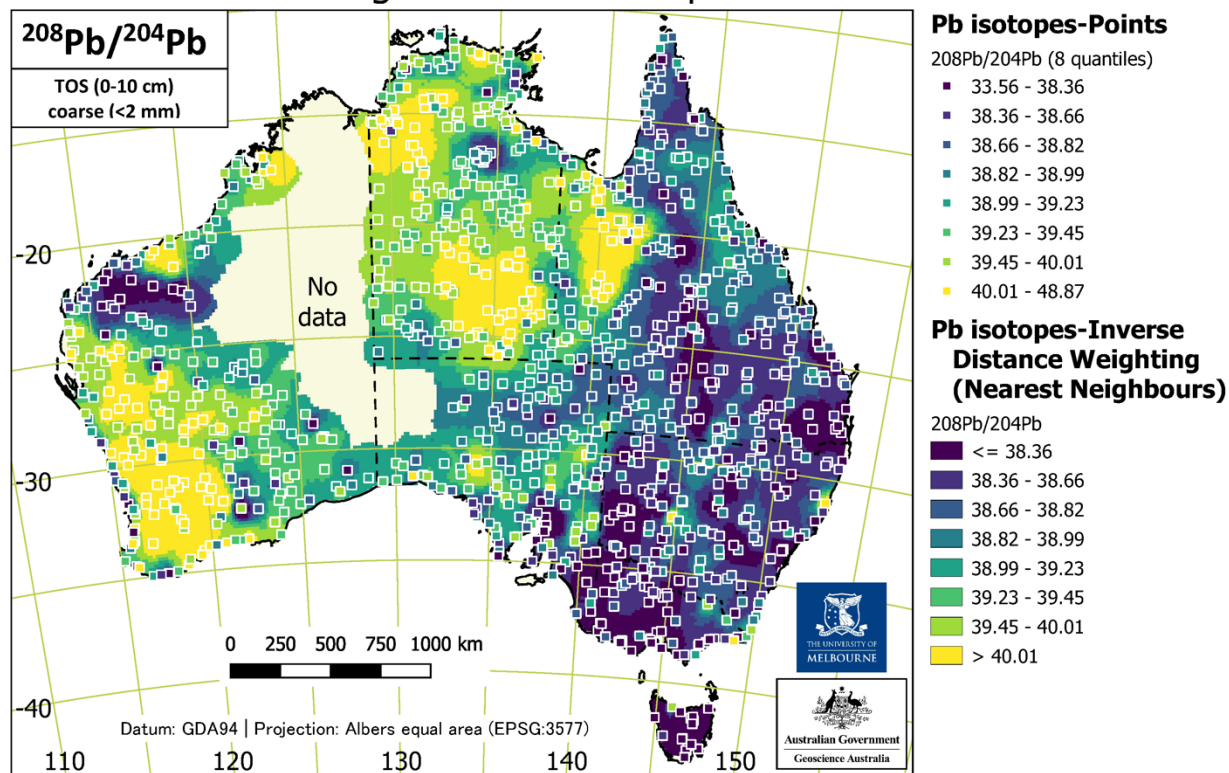 ²⁰⁸Pb/²⁰⁴Pb
TOS (0-10 cm)
coarse (<2 mm)
No
data
-20
-30
-40
110
120
130
140
150
0 250 500 750 1000 km
Datum: GDA94 | Projection: Albers equal area (EPSG:3577)
THE UNIVERSITY OF
MELBOURNE
Australian Government
Geoscience Australia
Pb isotopes-Points
208Pb/204Pb (8 quantiles)
33.56 - 38.36
38.36 - 38.66
38.66 - 38.82
38.82 - 38.99
38.99 - 39.23
39.23 - 39.45
39.45 - 40.01
40.01 - 48.87
Pb isotopes-Inverse
Distance Weighting
(Nearest Neighbours)
208Pb/204Pb
<= 38.36
38.36 - 38.66
38.66 - 38.82
38.82 - 38.99
38.99 - 39.23
39.23 - 39.45
39.45 - 40.01
> 40.01